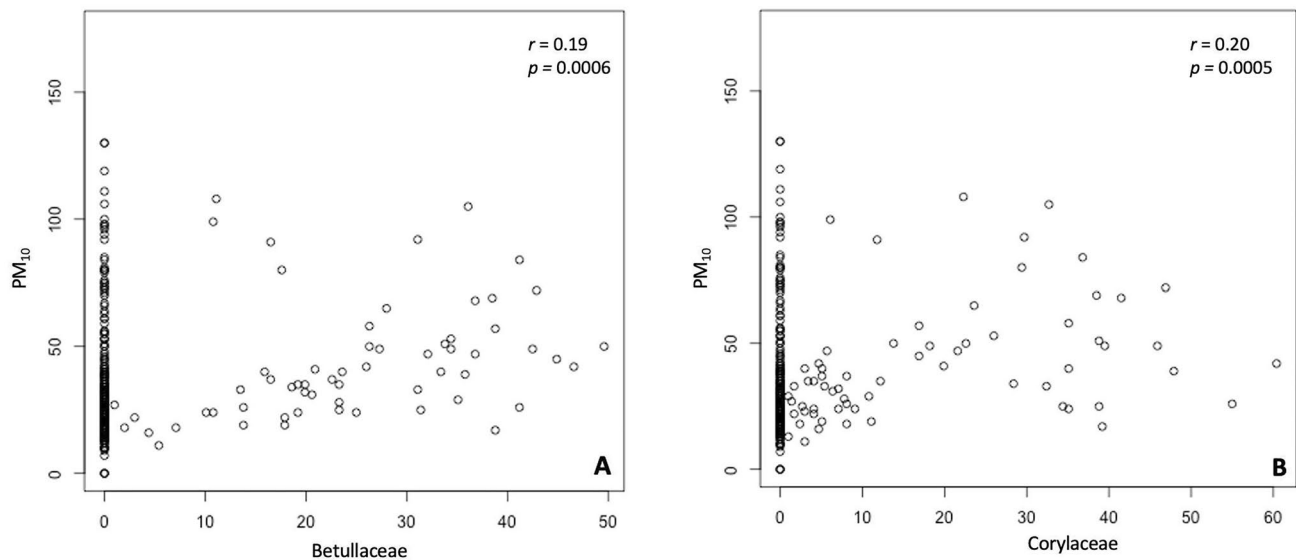 r = 0.19
p = 0.0006
150
100
50
0
PM10
A
0 10 20 30 40 50
Betullaceae
r = 0.20
p = 0.0005
150
100
50
0
PM10
B
0 10 20 30 40 50 60
Corylaceae